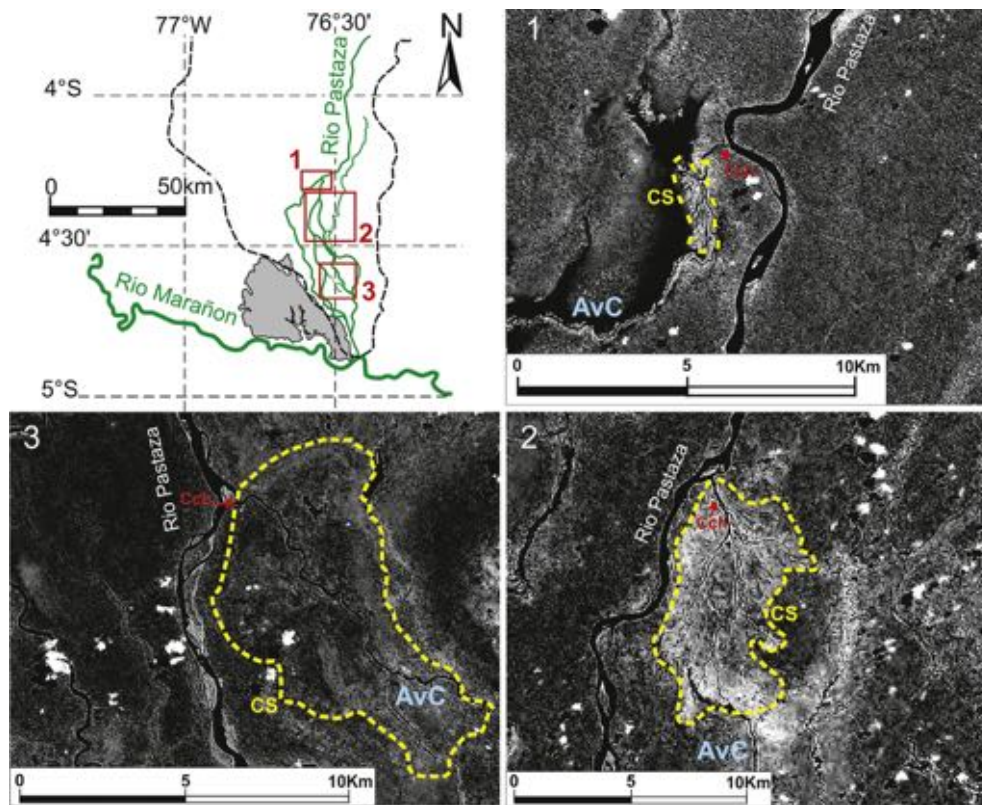 77°W
76°30'
N
4°S
Rio Pastaza
1
0
50km
2
4°30'
3
Rio Marañon
5°S
1
Rio Pastaza
CS
AvC
0
5
10Km
3
Rio Pastaza
CS
AvC
0
5
10Km
2
Rio Pastaza
Cch
CS
AvC
0
5
10Km